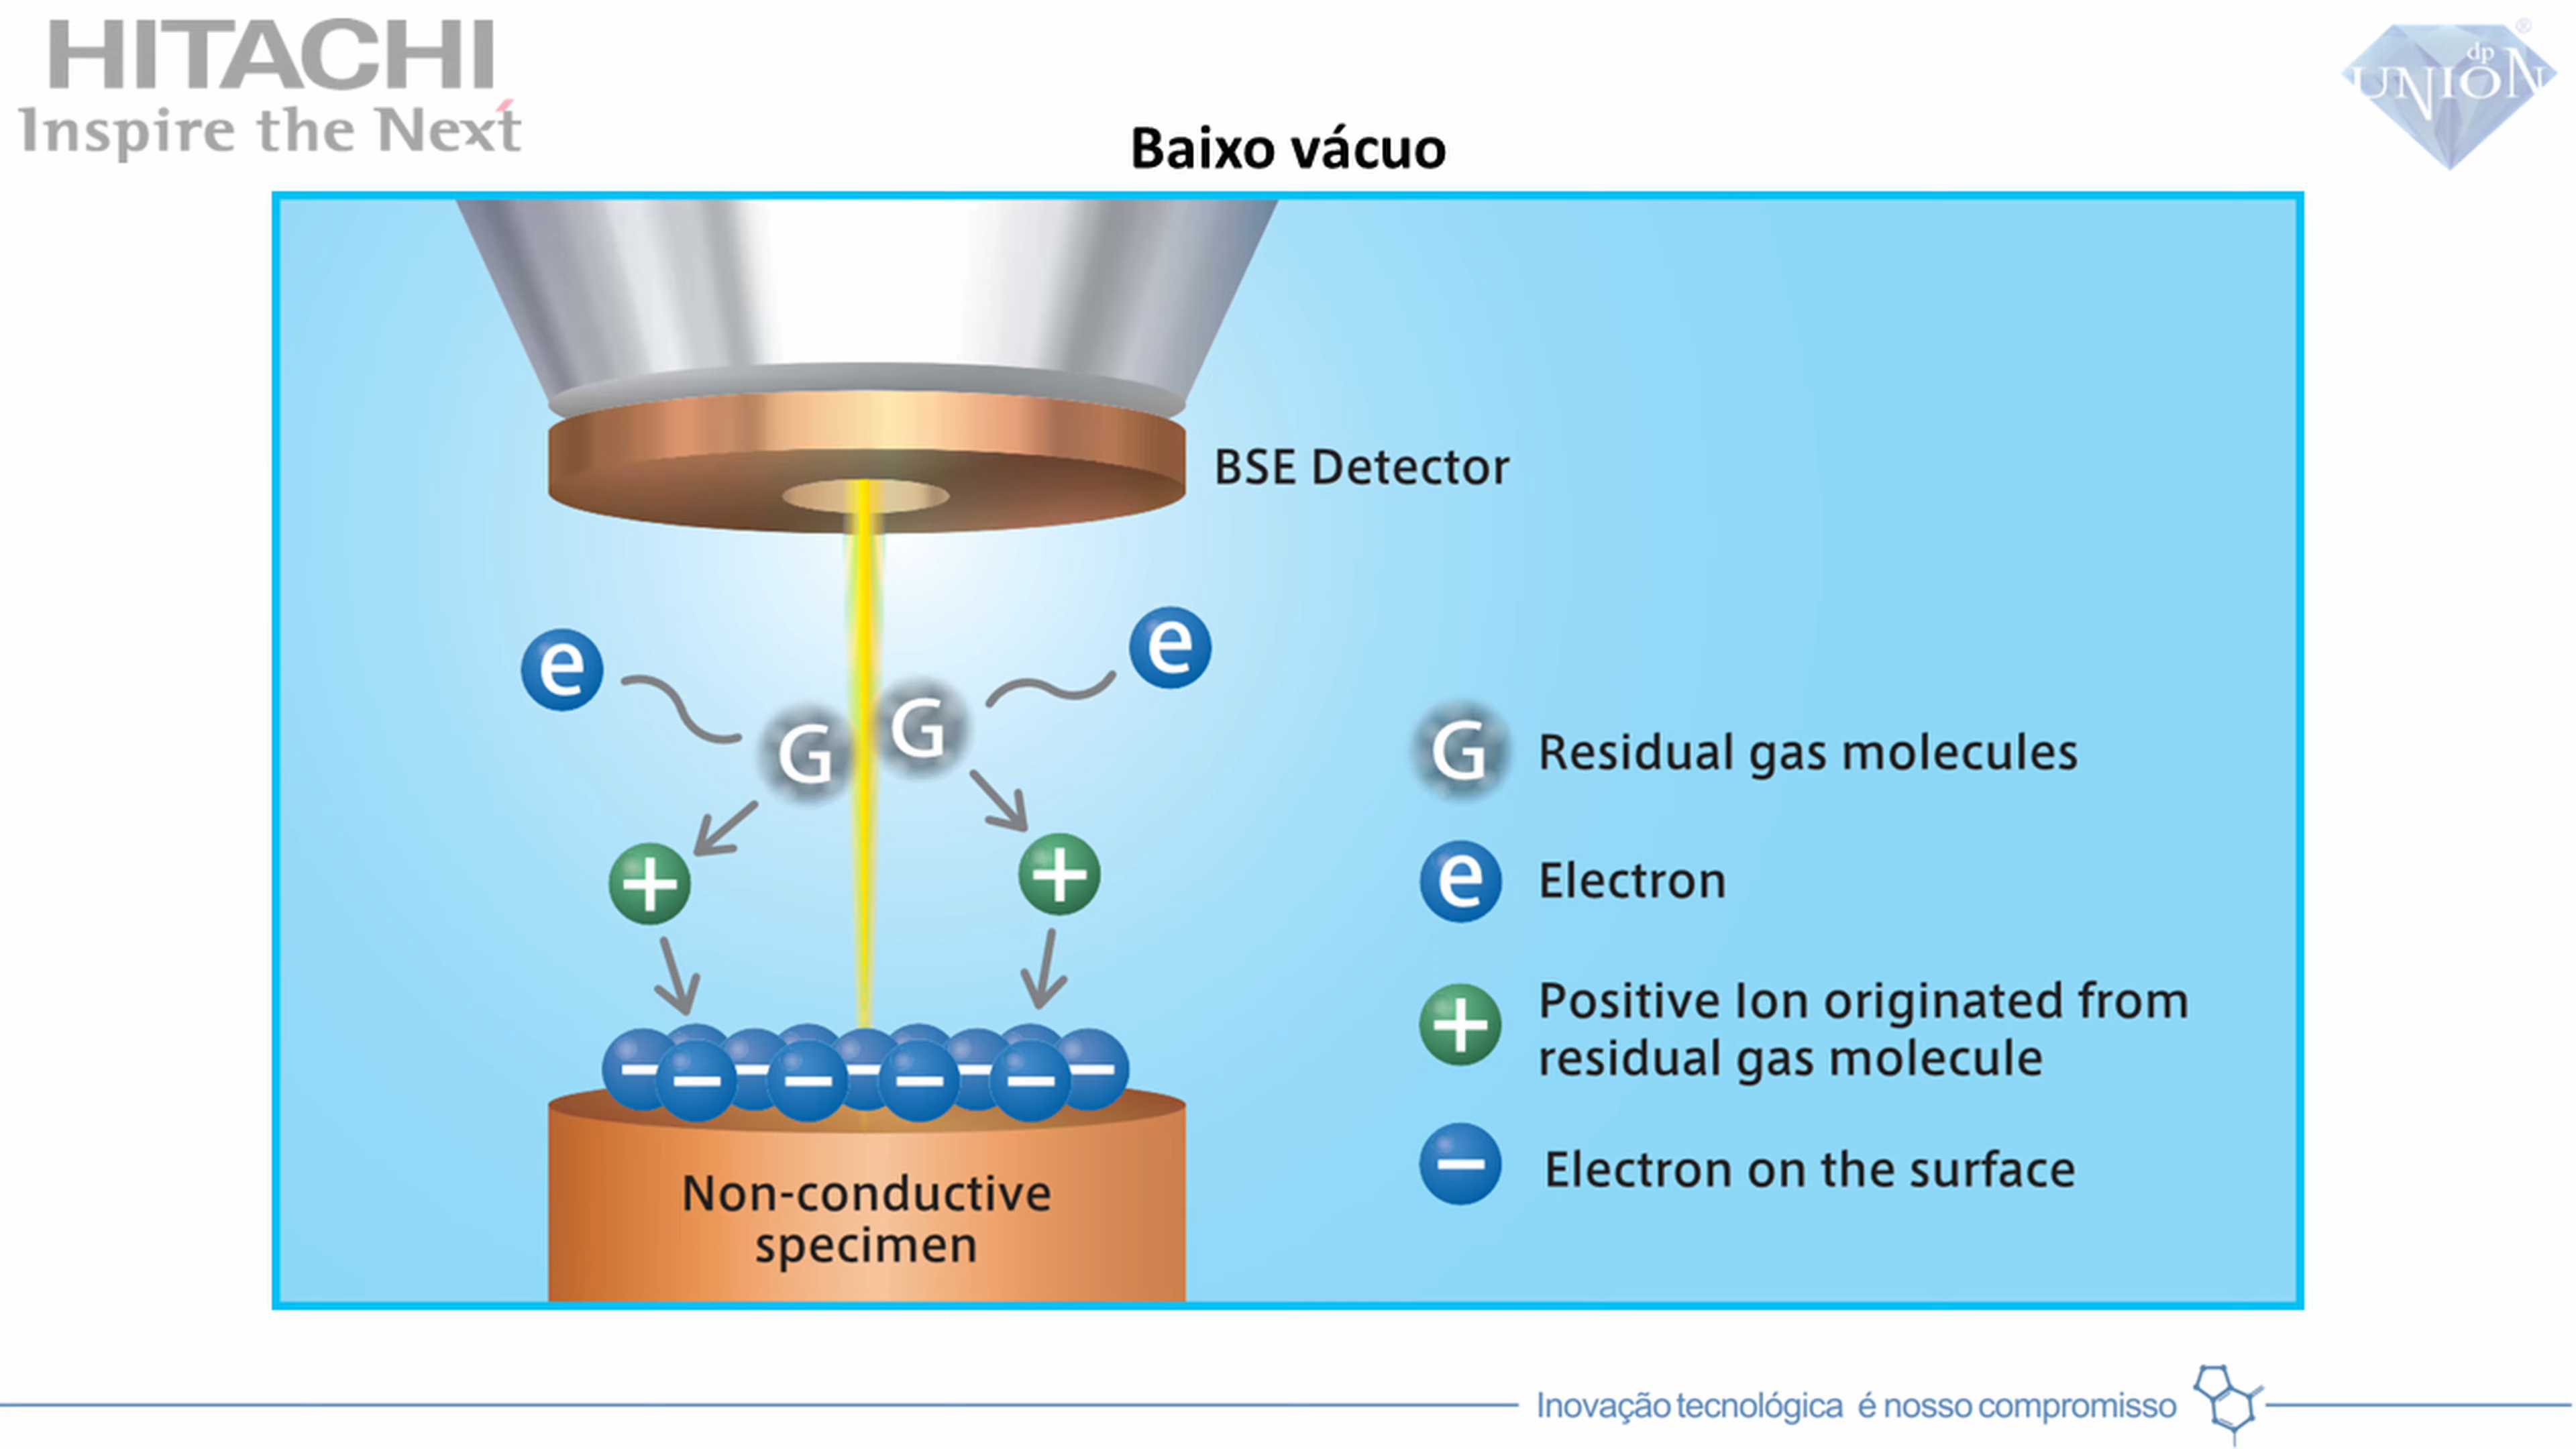 HITACHI
Inspire the Next
dp
UNION
®
Baixo vácuo
BSE Detector
e
e
G
G
+
+
G Residual gas molecules
e Electron
+ Positive Ion originated from
residual gas molecule
− Electron on the surface
− − − − − − − − −
Non-conductive
specimen
Inovação tecnológica é nosso compromisso